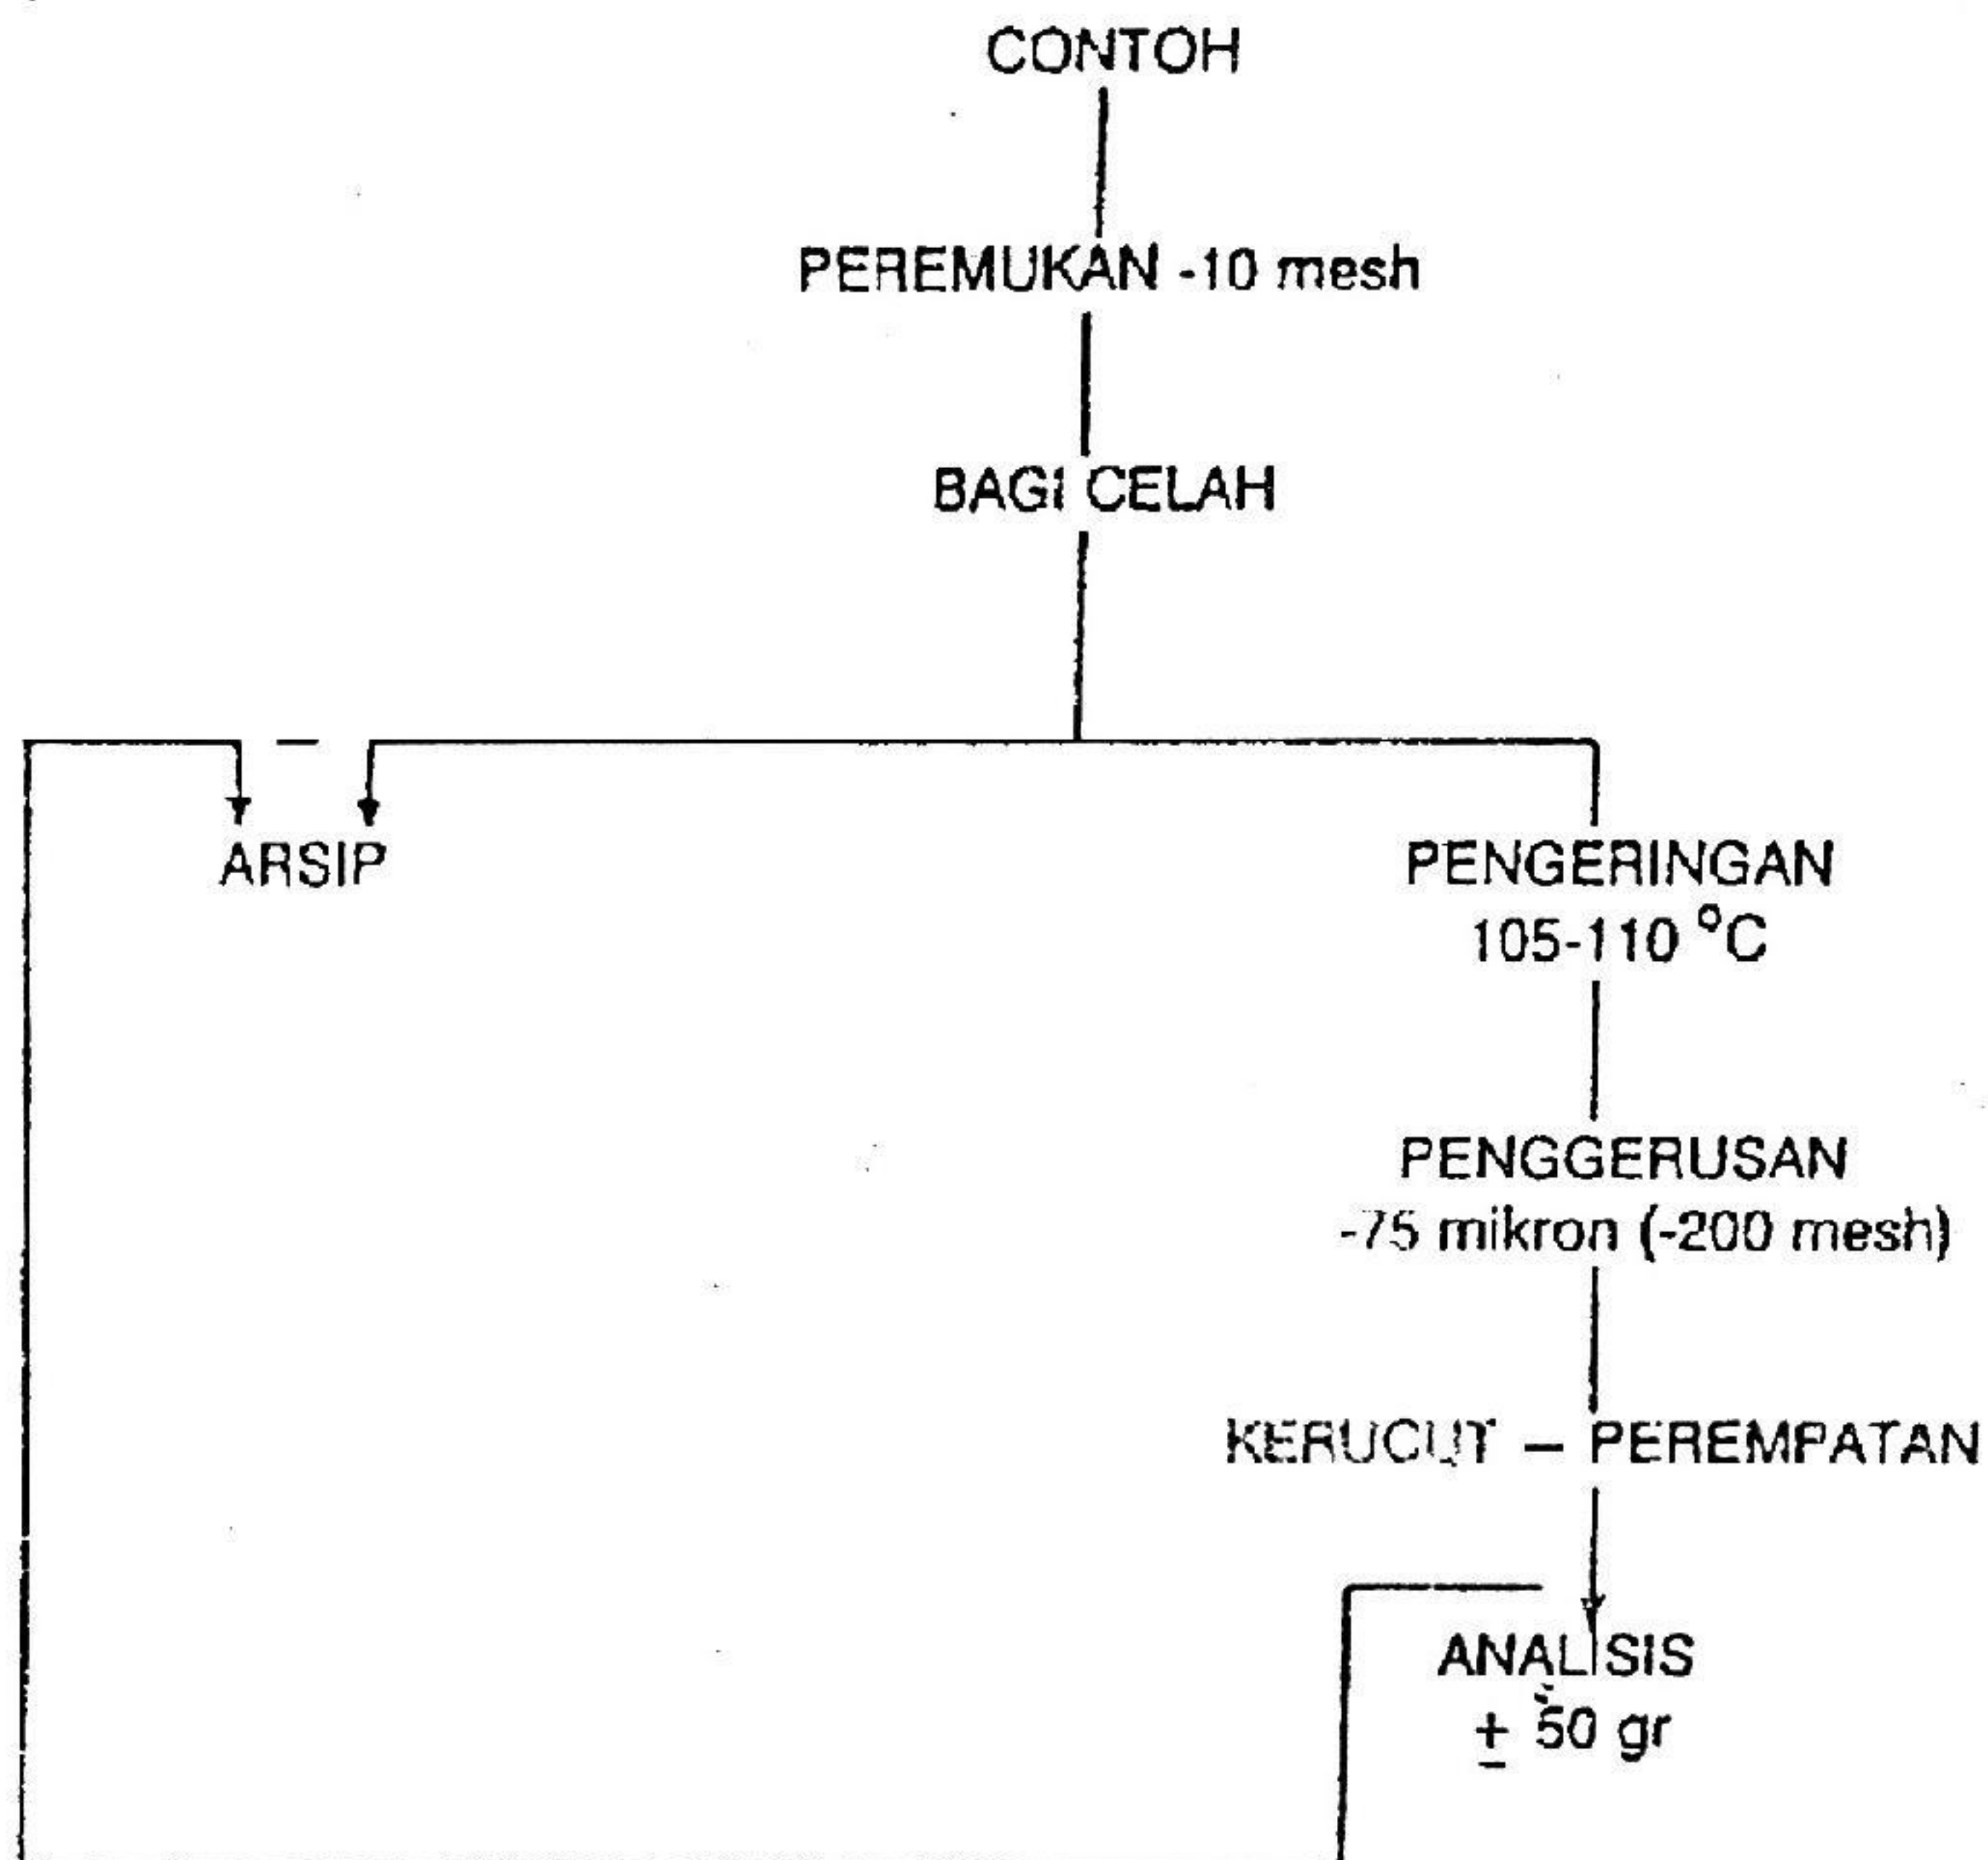 CONTOH
PEREMUKAN -10 mesh
BAGI CELAH
ARSIP
PENGERINGAN
105-110 °C
PENGGERUSAN
-75 mikron (-200 mesh)
KERUCUT – PEREMPATAN
ANALISIS
± 50 gr